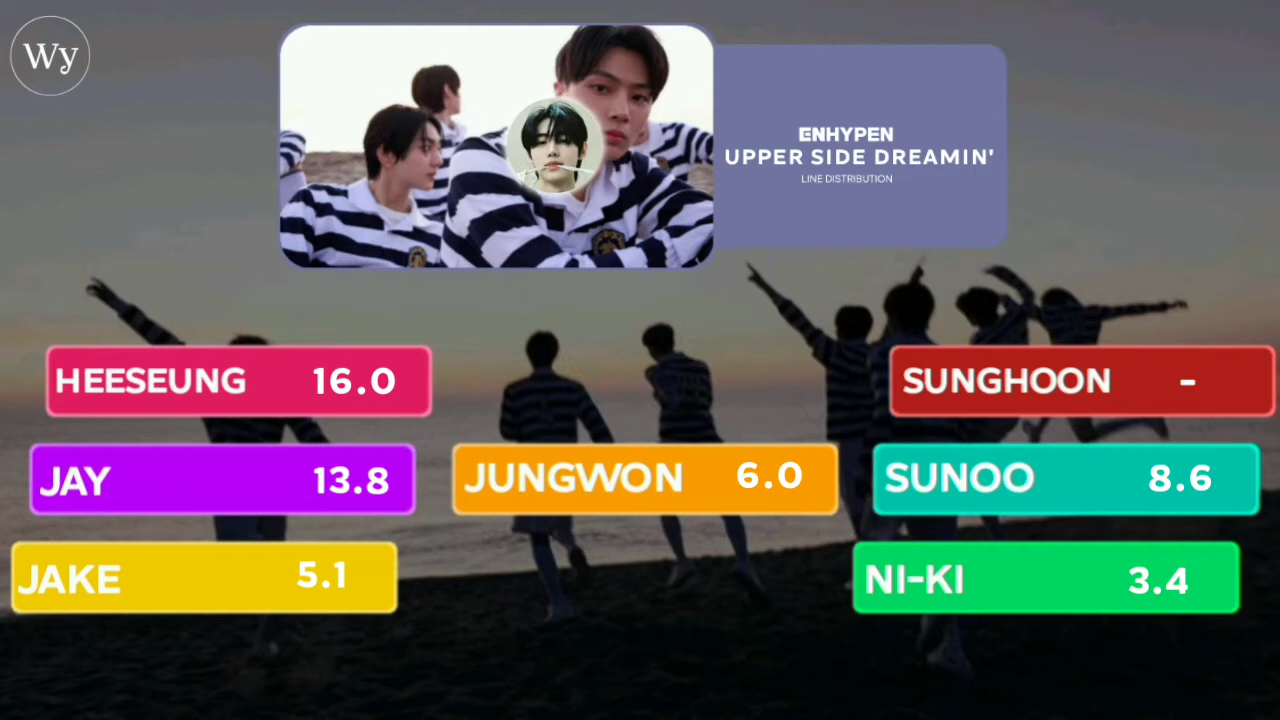 Wy
ENHYPEN
UPPER SIDE DREAMIN'
LINE DISTRIBUTION
HEESEUNG 16.0
SUNGHOON -
JAY 13.8
JUNGWON 6.0
SUNOO 8.6
JAKE 5.1
NI-KI 3.4